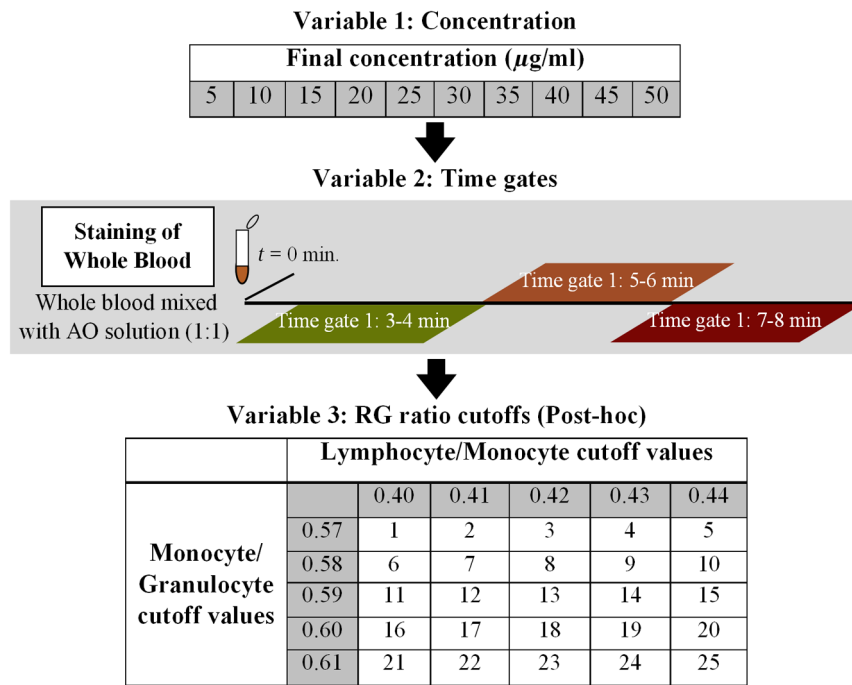 Variable 1: Concentration
Final concentration (µg/ml)
5 10 15 20 25 30 35 40 45 50
Variable 2: Time gates
Staining of
Whole Blood
t = 0 min.
Whole blood mixed
with AO solution (1:1)
Time gate 1: 5-6 min
Time gate 1: 3-4 min
Time gate 1: 7-8 min
Variable 3: RG ratio cutoffs (Post-hoc)
Lymphocyte/Monocyte cutoff values
0.40 0.41 0.42 0.43 0.44
Monocyte/
Granulocyte
cutoff values
0.57 1 2 3 4 5
0.58 6 7 8 9 10
0.59 11 12 13 14 15
0.60 16 17 18 19 20
0.61 21 22 23 24 25